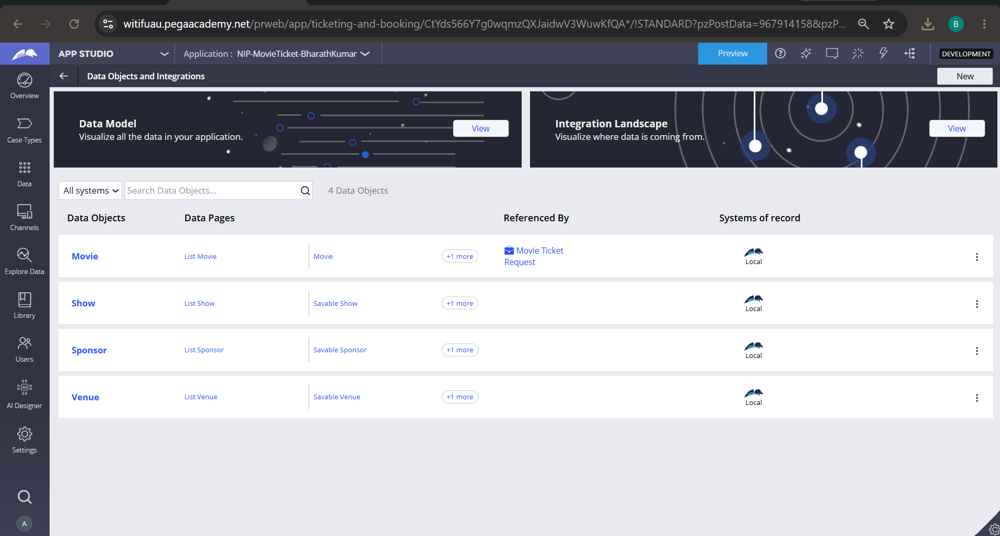 witifuau.pegaacademy.net/prweb/app/ticketing-and-booking/CtYds566Y7g0wqmzQXJaidwV3WuwKfQA*/!STANDARD?pzPostData=967914158&pzP...
B
APP STUDIO
Application : NIP-MovieTicket-BharathKumar
Preview
DEVELOPMENT
Data Objects and Integrations
New
Overview
Case Types
Data
Channels
Explore Data
Library
Users
AI
AI Designer
Settings
A
Data Model
Visualize all the data in your application.
View
Integration Landscape
Visualize where data is coming from.
View
All systems
Search Data Objects...
4 Data Objects
Data Objects Data Pages Referenced By Systems of record
Movie List Movie Movie +1 more Movie Ticket
Request
Local
Show List Show Savable Show +1 more
Local
Sponsor List Sponsor Savable Sponsor +1 more
Local
Venue List Venue Savable Venue +1 more
Local